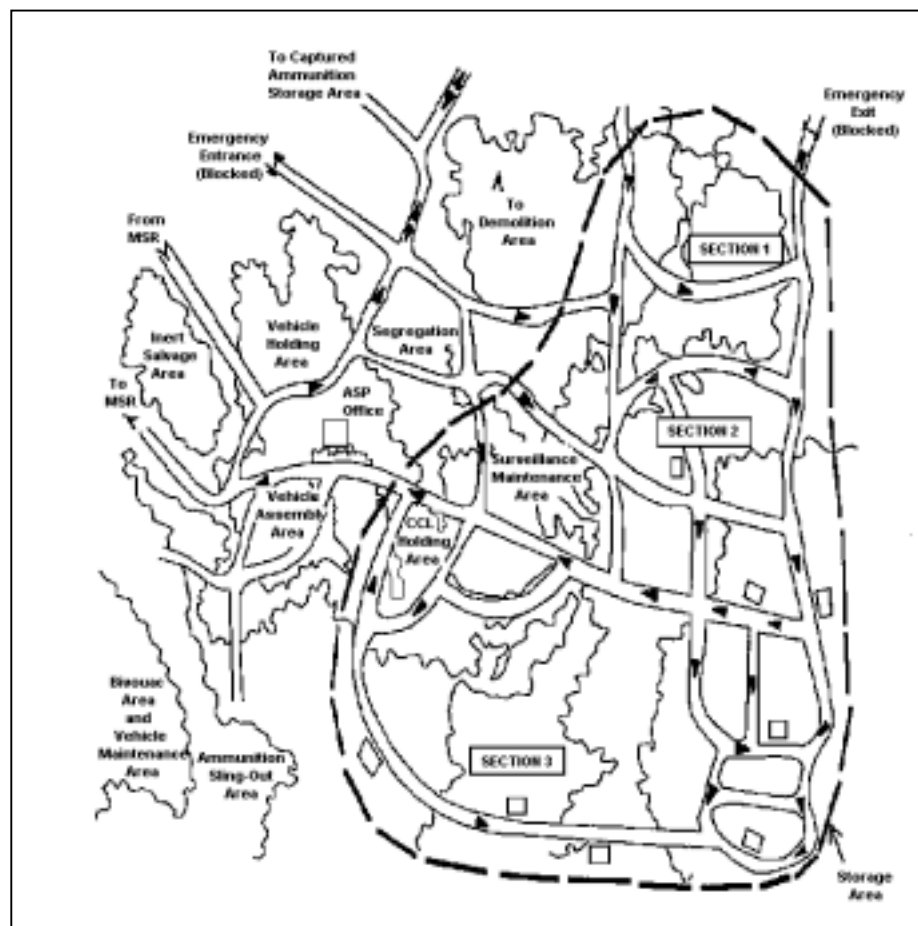 To Captured
Ammunition
Storage Area
Emergency
Exit
(Blocked)
Emergency
Entrance
(Blocked)
To
Demolition
Area
From
MSR
SECTION 1
Vehicle
Holding
Area
Segregation
Area
Inert
Salvage
Area
To
MSR
ASP
Office
SECTION 2
Surveillance
Maintenance
Area
Vehicle
Assembly
Area
CCL
Holding
Area
Bivouac
Area
and
Vehicle
Maintenance
Area
Ammunition
Sling-Out
Area
SECTION 3
Storage
Area